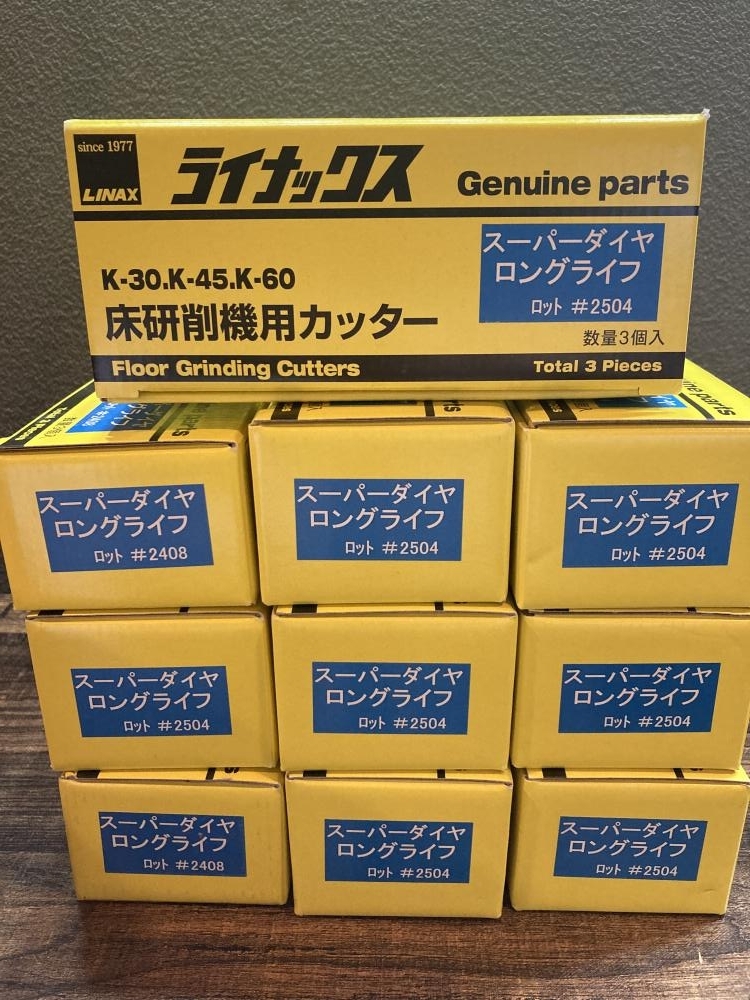 since 1977
LINAX
ライナックス
Genuine parts
K-30.K-45.K-60
床研削機用カッター
スーパーダイヤ
ロングライフ
ロット #2504
数量3個入
Floor Grinding Cutters
Total 3 Pieces
スーパーダイヤ
ロングライフ
ロット #2408
スーパーダイヤ
ロングライフ
ロット #2504
スーパーダイヤ
ロングライフ
ロット #2504
スーパーダイヤ
ロングライフ
ロット #2504
スーパーダイヤ
ロングライフ
ロット #2504
スーパーダイヤ
ロングライフ
ロット #2504
スーパーダイヤ
ロングライフ
ロット #2408
スーパーダイヤ
ロングライフ
ロット #2504
スーパーダイヤ
ロングライフ
ロット #2504